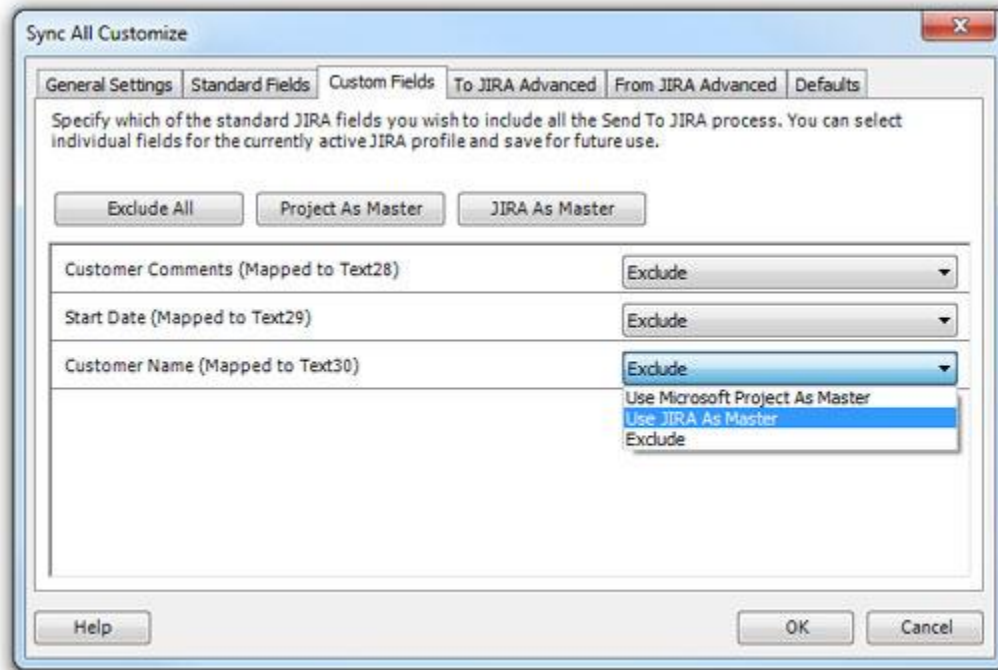 Sync All Customize
General Settings Standard Fields Custom Fields To JIRA Advanced From JIRA Advanced Defaults
Specify which of the standard JIRA fields you wish to include all the Send To JIRA process. You can select
individual fields for the currently active JIRA profile and save for future use.
Exclude All Project As Master JIRA As Master
Customer Comments (Mapped to Text28) Exclude
Start Date (Mapped to Text29) Exclude
Customer Name (Mapped to Text30) Exclude
Use Microsoft Project As Master
Use JIRA As Master
Exclude
Help OK Cancel